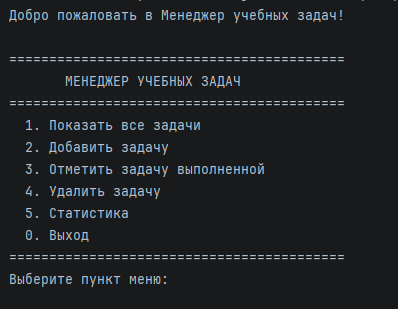 Добро пожаловать в Менеджер учебных задач!
==========================================
МЕНЕДЖЕР УЧЕБНЫХ ЗАДАЧ
==========================================
1. Показать все задачи
2. Добавить задачу
3. Отметить задачу выполненной
4. Удалить задачу
5. Статистика
0. Выход
==========================================
Выберите пункт меню: